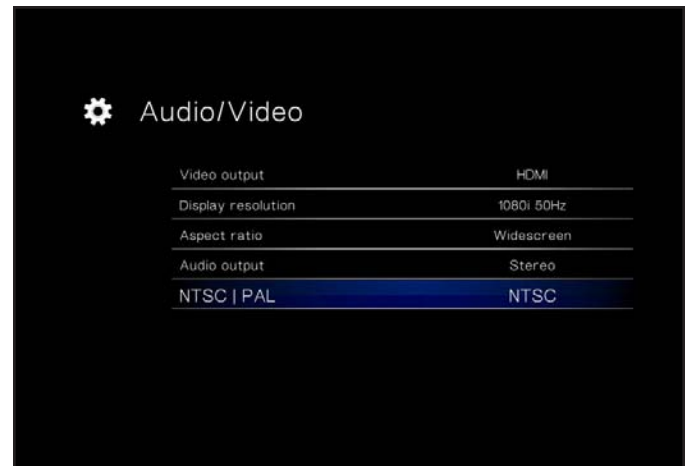 Audio/Video
Video output HDMI
Display resolution 1080i 50Hz
Aspect ratio Widescreen
Audio output Stereo
NTSC | PAL NTSC